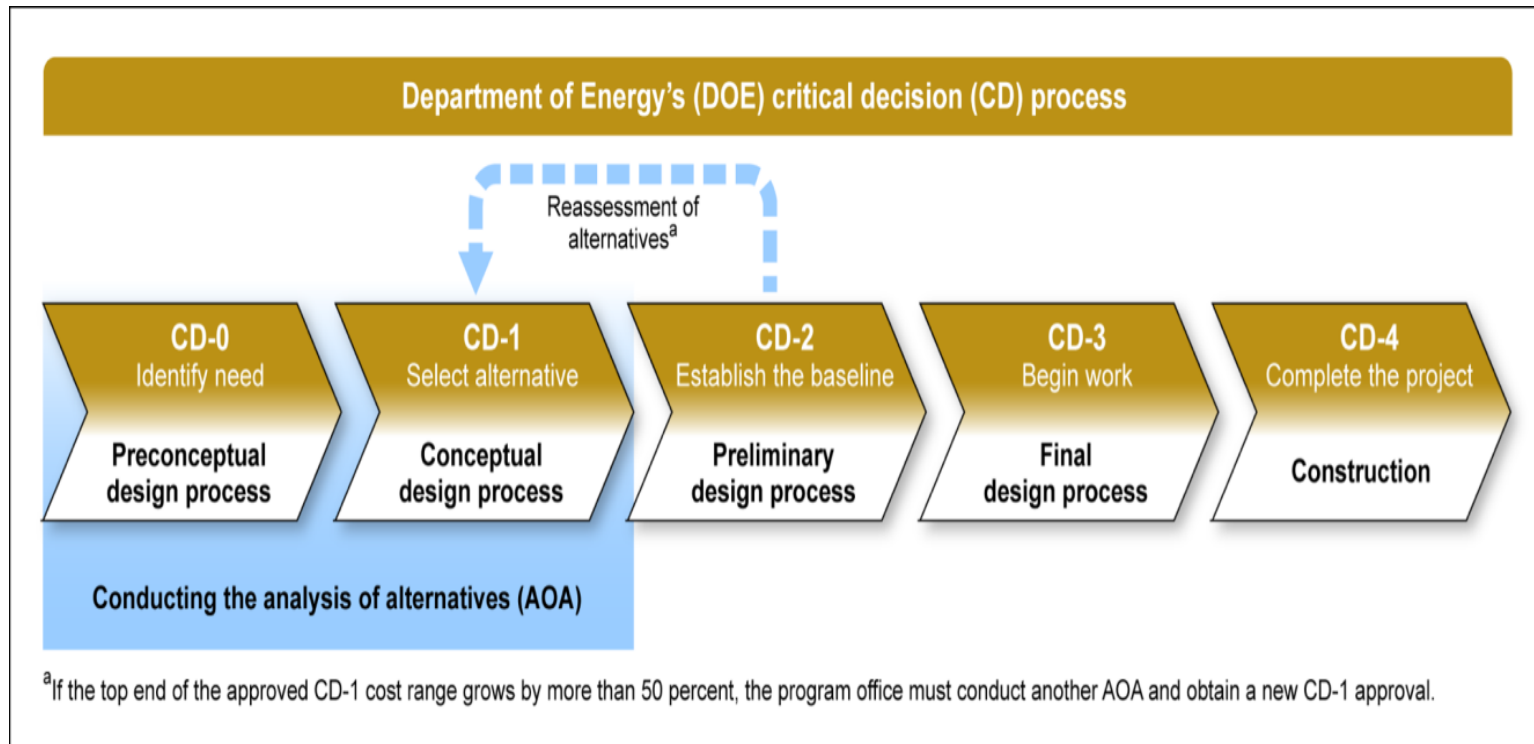 Department of Energy’s (DOE) critical decision (CD) process
Reassessment of
alternativesᵃ
CD-0
Identify need
Preconceptual
design process
CD-1
Select alternative
Conceptual
design process
CD-2
Establish the baseline
Preliminary
design process
CD-3
Begin work
Final
design process
CD-4
Complete the project
Construction
Conducting the analysis of alternatives (AOA)
ᵃIf the top end of the approved CD-1 cost range grows by more than 50 percent, the program office must conduct another AOA and obtain a new CD-1 approval.